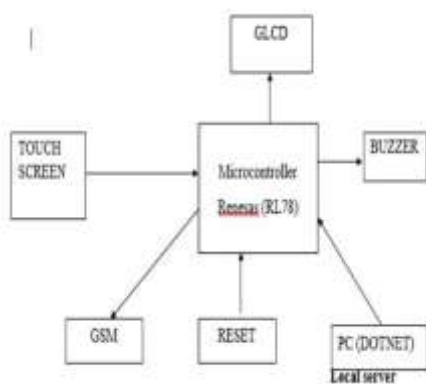 GLCD
TOUCH
SCREEN
Microcontroller
Renesas (RL78)
BUZZER
GSM
RESET
PC (DOTNET)
Local server